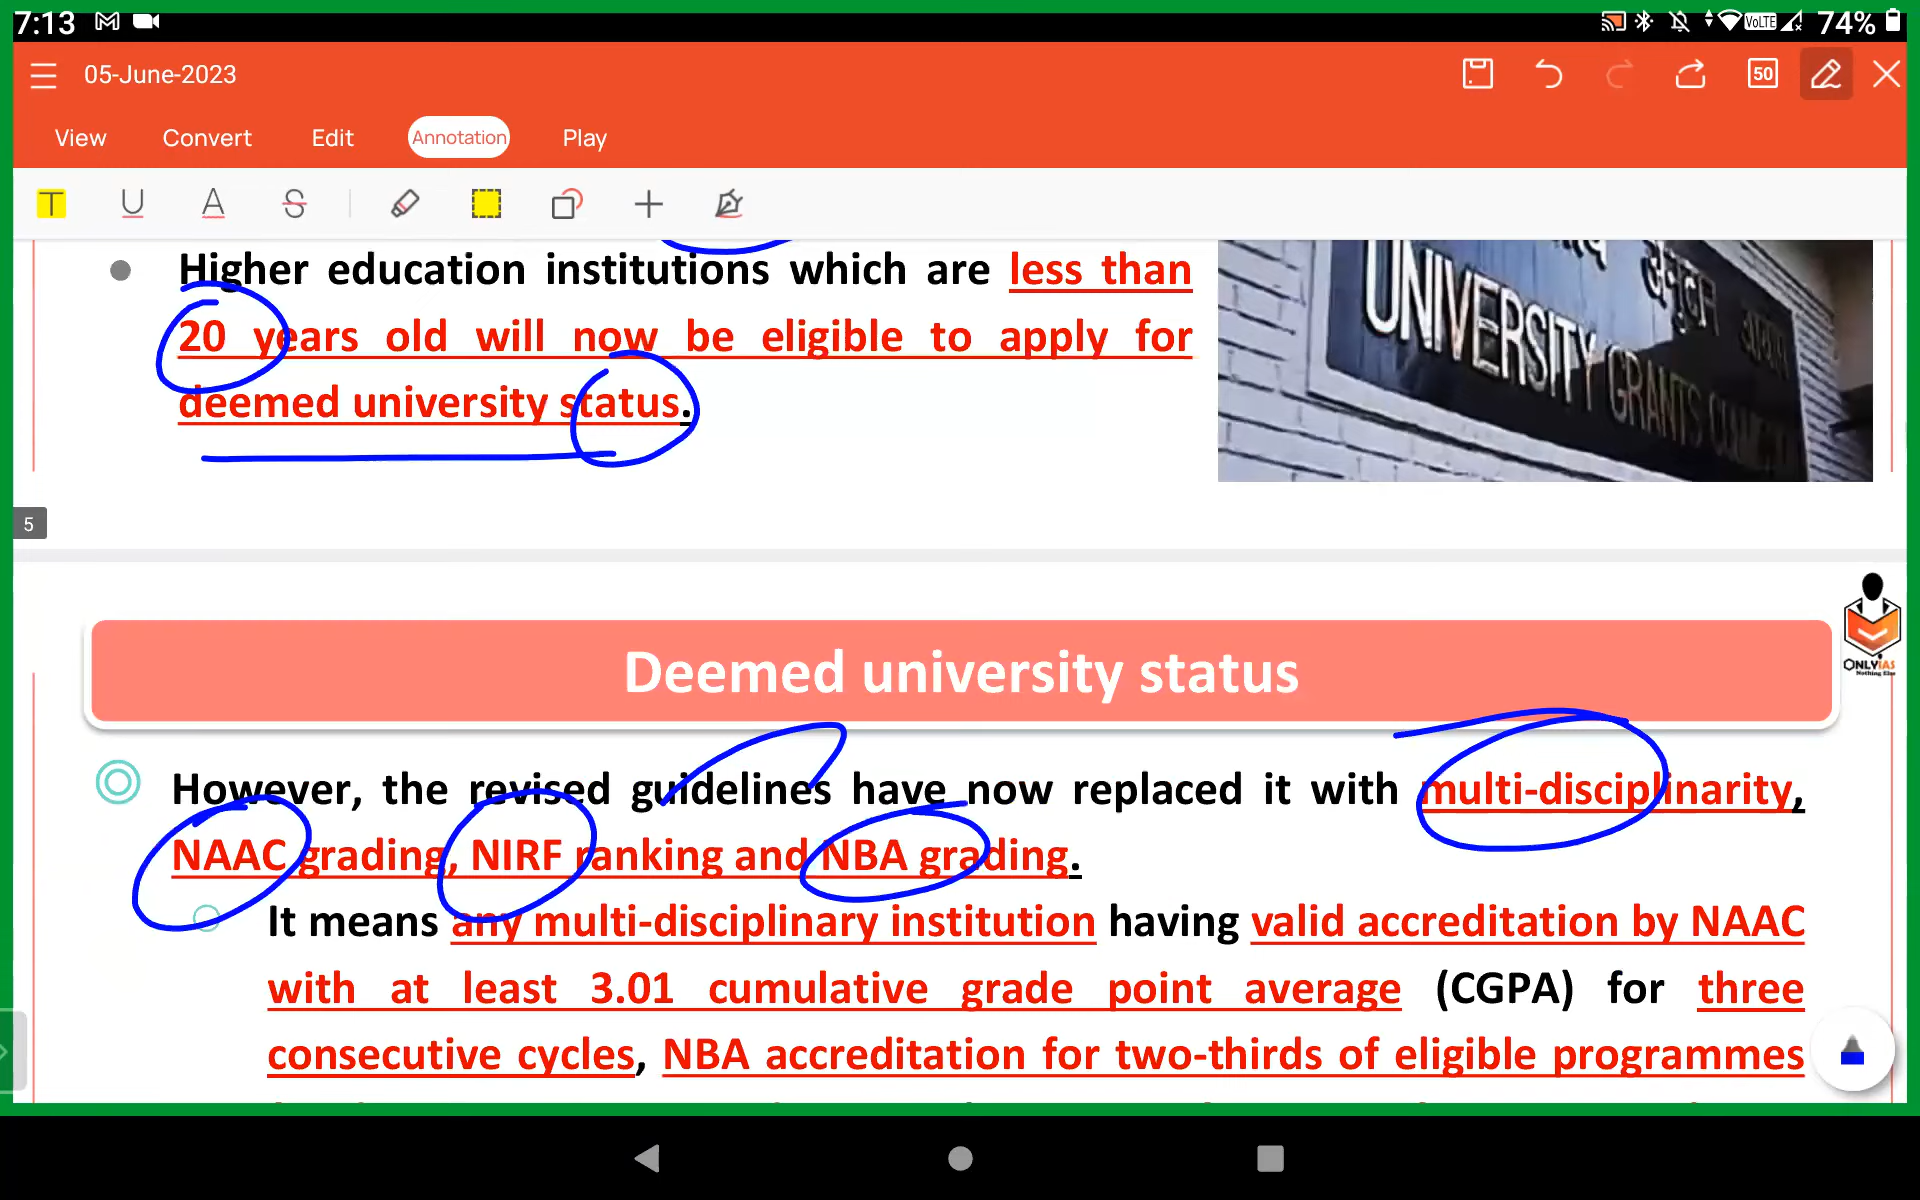 7:13
VoLTE 74%
05-June-2023
50
View Convert Edit Annotation Play
T U A S
Higher education institutions which are less than
20 years old will now be eligible to apply for
deemed university status.
UNIVERSITY GRANTS
5
Deemed university status
ONLYIAS
Nothing Else
However, the revised guidelines have now replaced it with multi-disciplinarity,
NAAC grading, NIRF ranking and NBA grading.
It means any multi-disciplinary institution having valid accreditation by NAAC
with at least 3.01 cumulative grade point average (CGPA) for three
consecutive cycles, NBA accreditation for two-thirds of eligible programmes